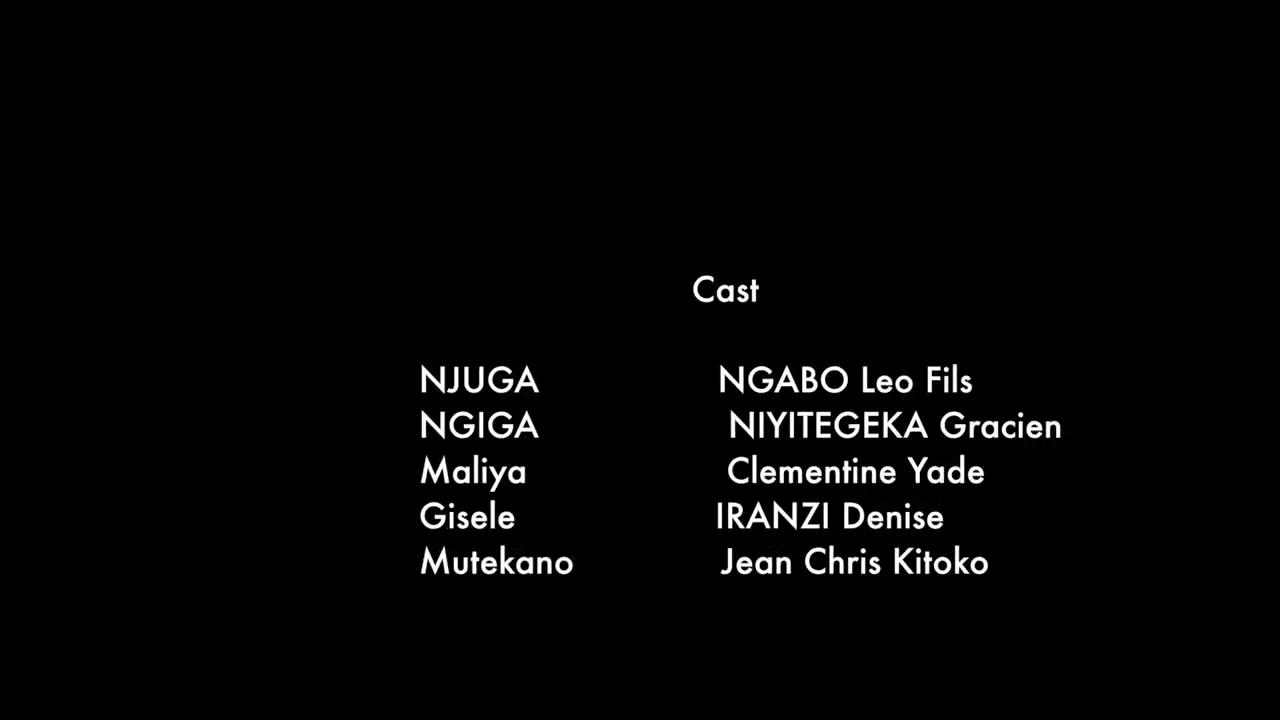 Cast
NJUGA NGABO Leo Fils
NGIGA NIYITEGEKA Gracien
Maliya Clementine Yade
Gisele IRANZI Denise
Mutekano Jean Chris Kitoko